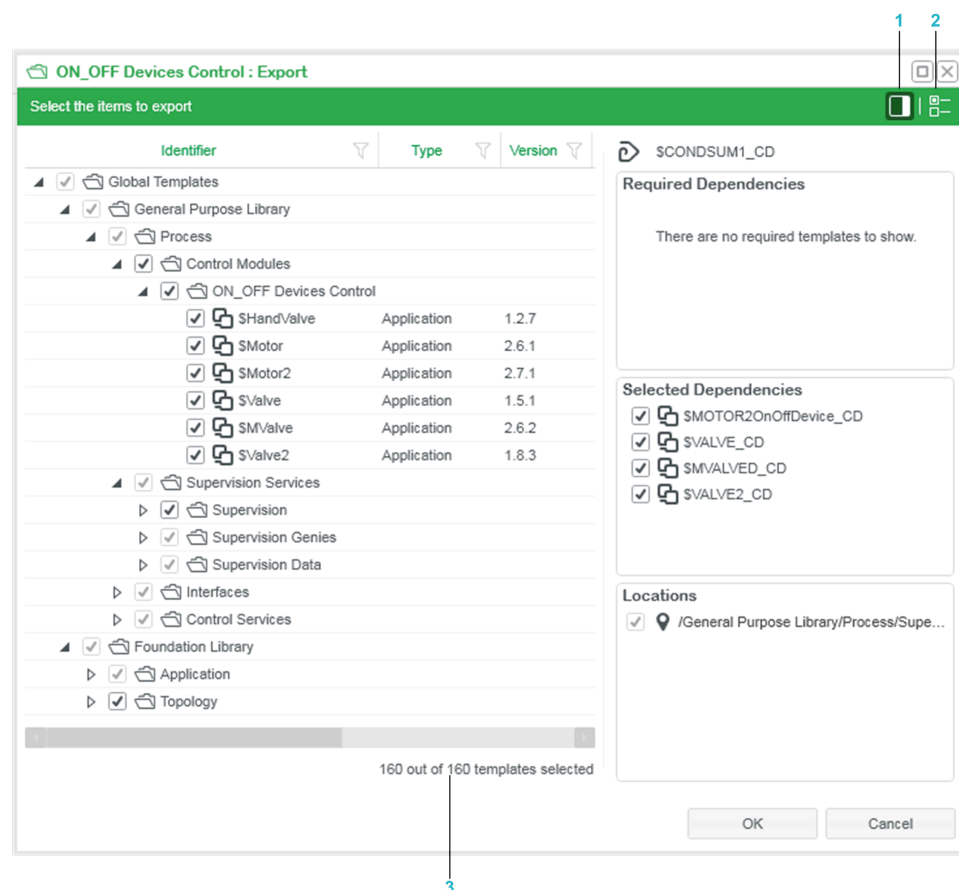 1 2
ON_OFF Devices Control : Export
Select the items to export
Identifier Type Version
Global Templates
General Purpose Library
Process
Control Modules
ON_OFF Devices Control
$HandValve Application 1.2.7
$Motor Application 2.6.1
$Motor2 Application 2.7.1
$Valve Application 1.5.1
$MValve Application 2.6.2
$Valve2 Application 1.8.3
Supervision Services
Supervision
Supervision Genies
Supervision Data
Interfaces
Control Services
Foundation Library
Application
Topology
160 out of 160 templates selected
$CONDSUM1_CD
Required Dependencies
There are no required templates to show.
Selected Dependencies
$MOTOR2OnOffDevice_CD
$VALVE_CD
$MVALVED_CD
$VALVE2_CD
Locations
/General Purpose Library/Process/Supe...
OK Cancel
3